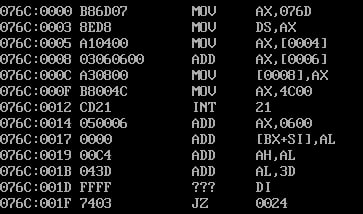 076C:0000 B86D07 MOV AX,076D
076C:0003 8ED8 MOV DS,AX
076C:0005 A10400 MOV AX,[0004]
076C:0008 03060600 ADD AX,[0006]
076C:000C A30800 MOV [0008],AX
076C:000F B8004C MOV AX,4C00
076C:0012 CD21 INT 21
076C:0014 050006 ADD AX,0600
076C:0017 0000 ADD [BX+SI],AL
076C:0019 00C4 ADD AH,AL
076C:001B 043D ADD AL,3D
076C:001D FFFF ??? DI
076C:001F 7403 JZ 0024